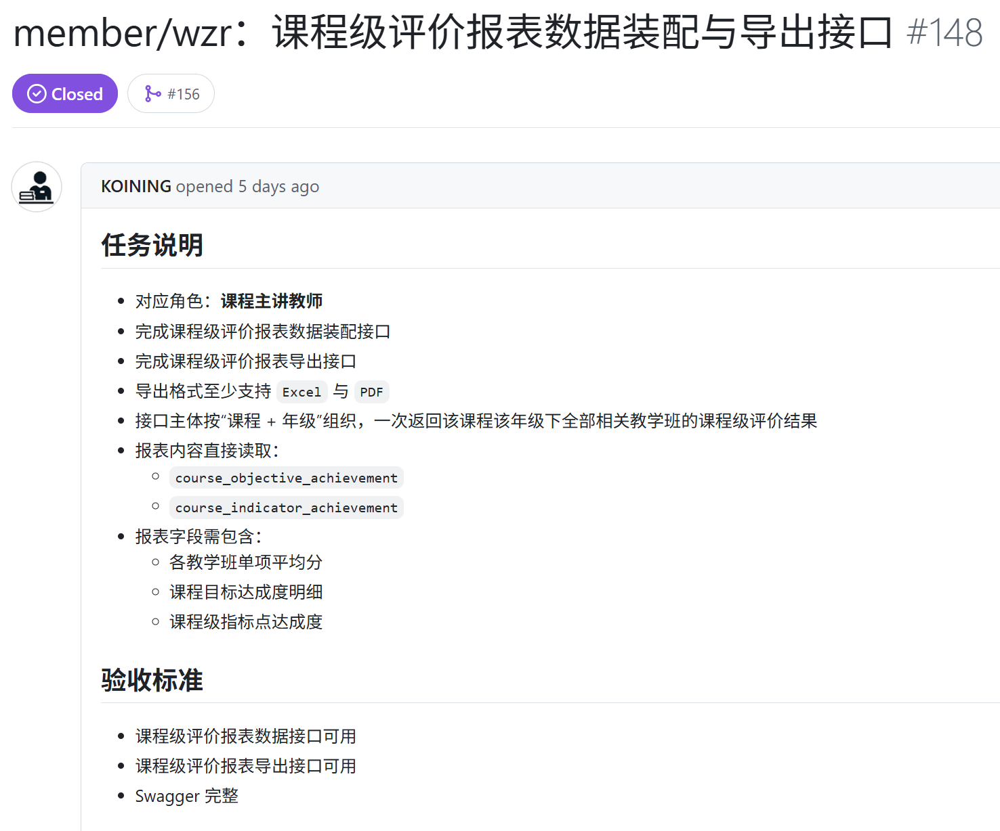 member/wzr：课程级评价报表数据装配与导出接口 #148
Closed #156
KOINING opened 5 days ago
任务说明
对应角色：课程主讲教师
完成课程级评价报表数据装配接口
完成课程级评价报表导出接口
导出格式至少支持 Excel 与 PDF
接口主体按“课程 + 年级”组织，一次返回该课程该年级下全部相关教学班的课程级评价结果
报表内容直接读取：
course_objective_achievement
course_indicator_achievement
报表字段需包含：
各教学班单项平均分
课程目标达成度明细
课程级指标点达成度
验收标准
课程级评价报表数据接口可用
课程级评价报表导出接口可用
Swagger 完整